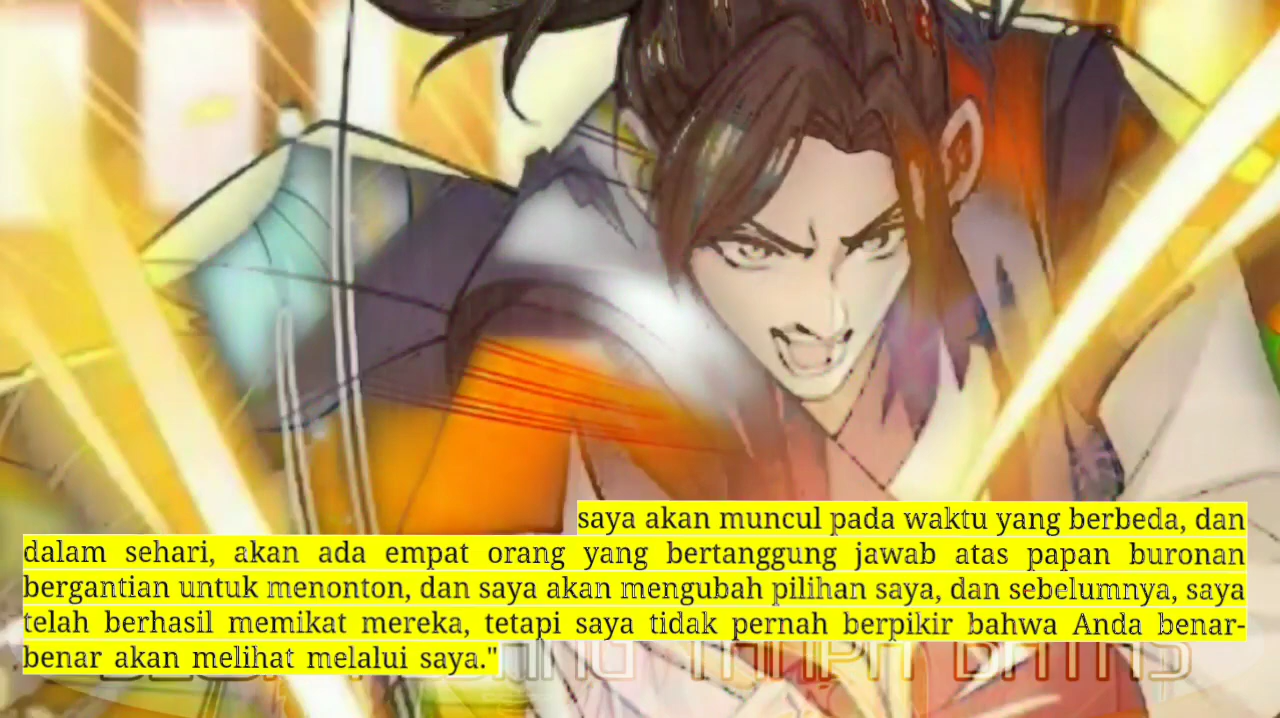 saya akan muncul pada waktu yang berbeda, dan
dalam sehari, akan ada empat orang yang bertanggung jawab atas papan buronan
bergantian untuk menonton, dan saya akan mengubah pilihan saya, dan sebelumnya, saya
telah berhasil memikat mereka, tetapi saya tidak pernah berpikir bahwa Anda benar-
benar akan melihat melalui saya."
TANPA BATAS